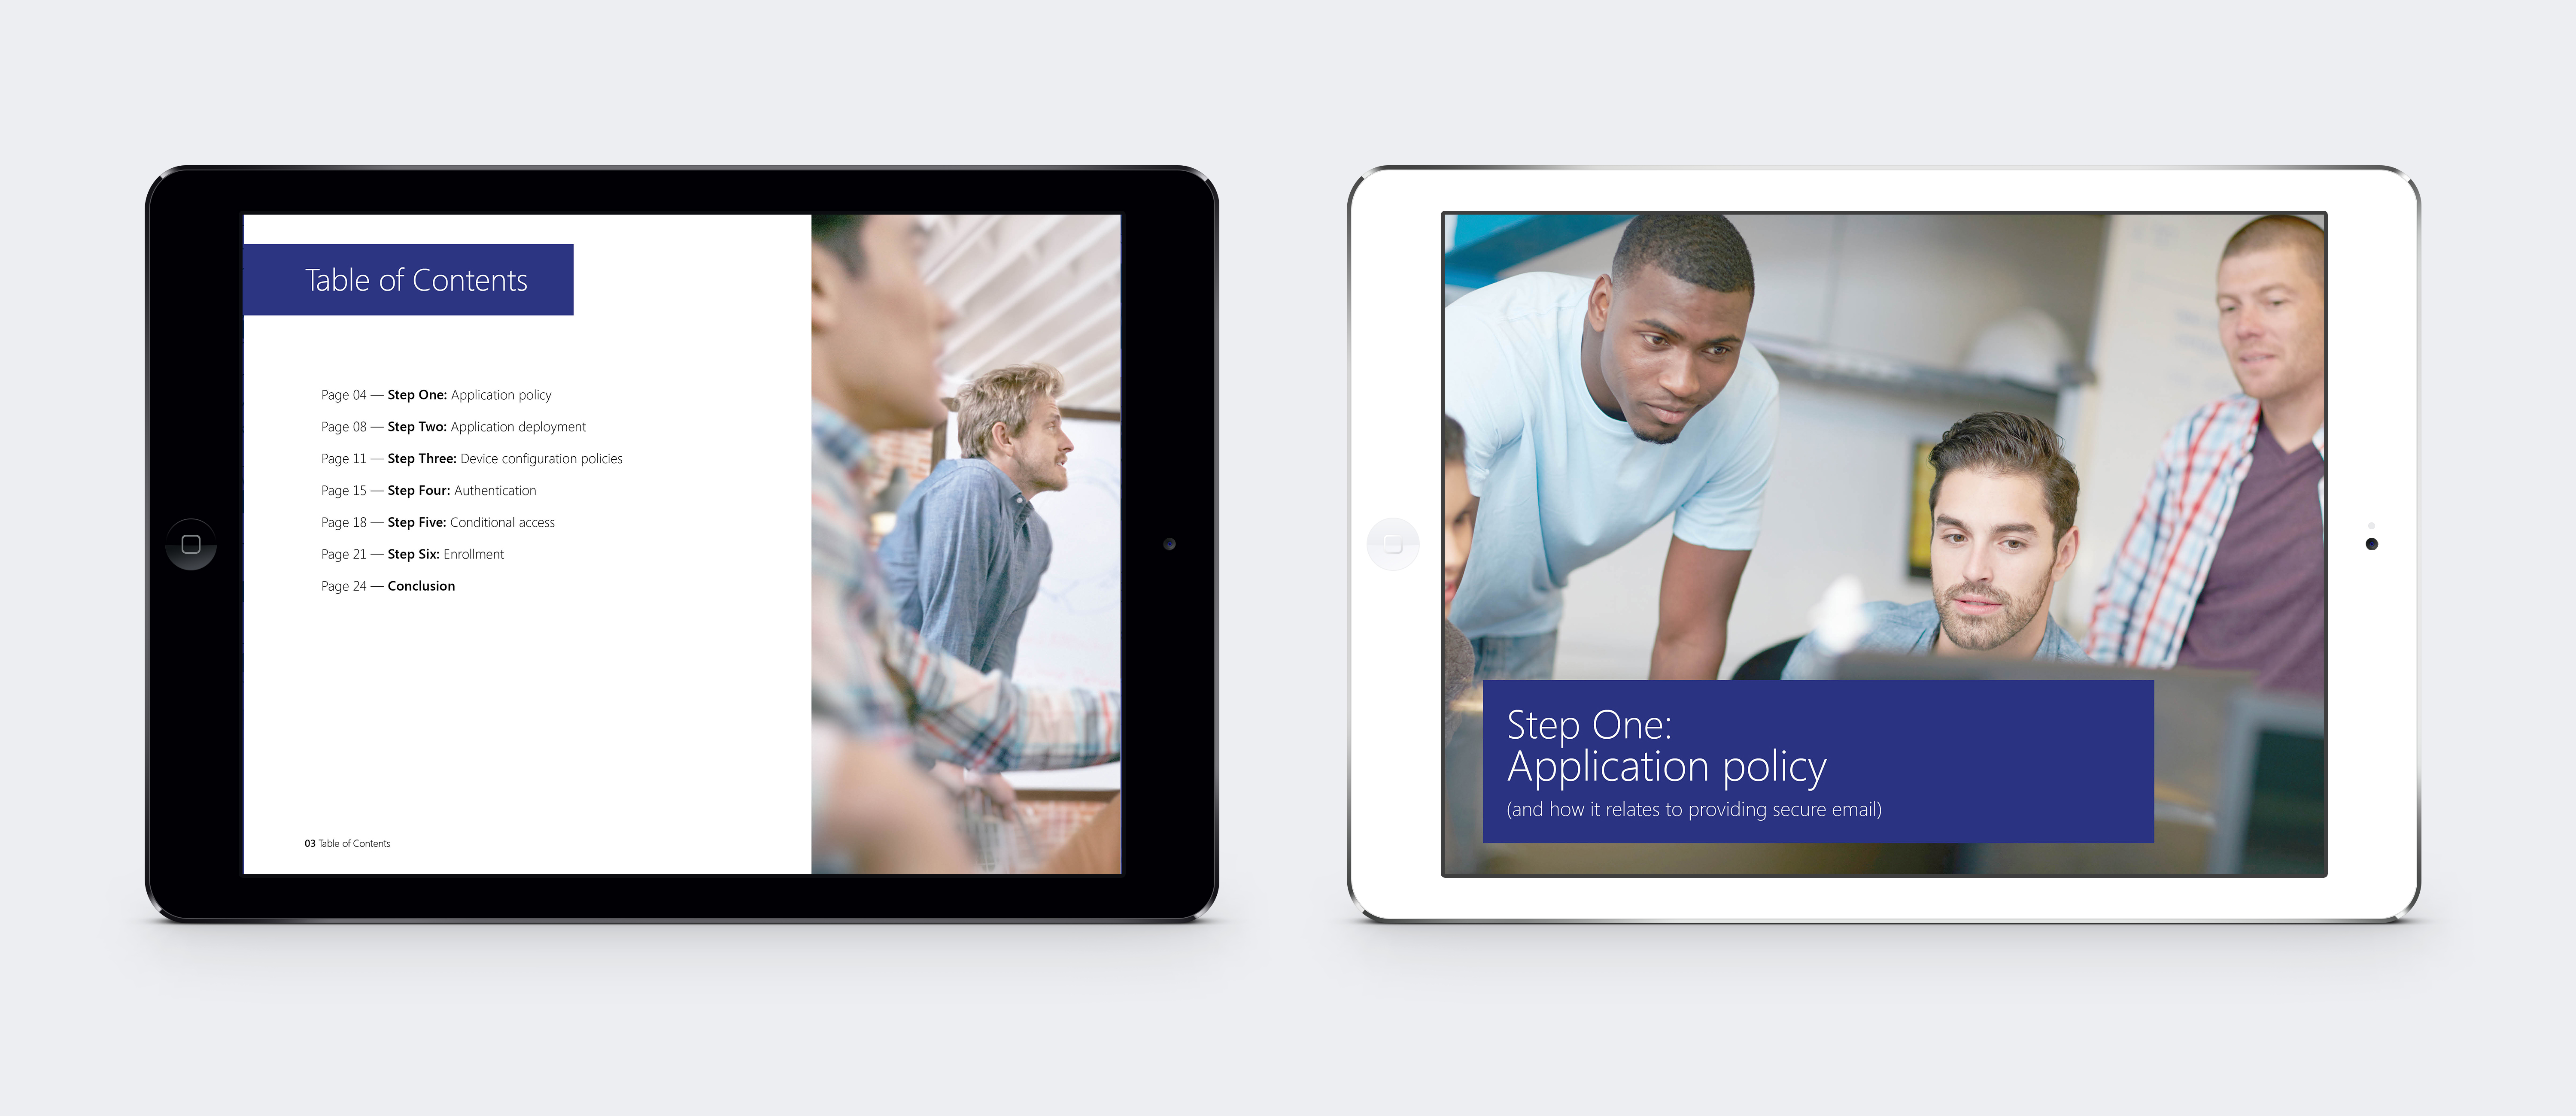 Table of Contents
Page 04 — Step One: Application policy
Page 08 — Step Two: Application deployment
Page 11 — Step Three: Device configuration policies
Page 15 — Step Four: Authentication
Page 18 — Step Five: Conditional access
Page 21 — Step Six: Enrollment
Page 24 — Conclusion
03 Table of Contents
Step One:
Application policy
(and how it relates to providing secure email)